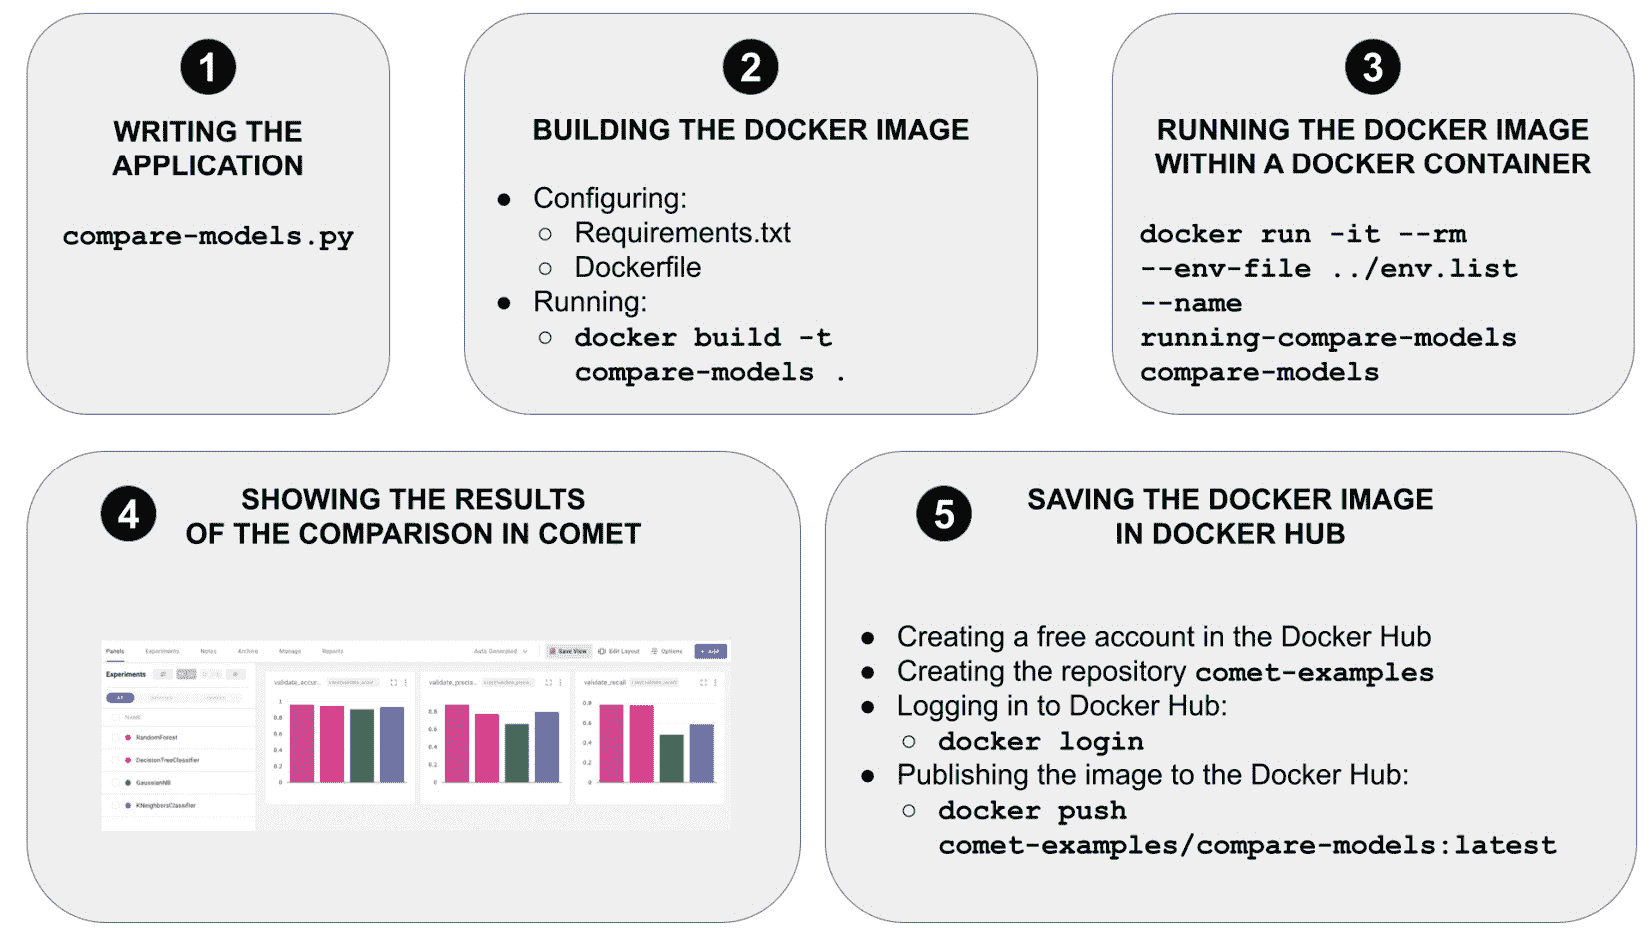 1
WRITING THE
APPLICATION
compare-models.py
2
BUILDING THE DOCKER IMAGE
● Configuring:
○ Requirements.txt
○ Dockerfile
● Running:
○ docker build -t
compare-models .
3
RUNNING THE DOCKER IMAGE
WITHIN A DOCKER CONTAINER
docker run -it --rm
--env-file ../env.list
--name
running-compare-models
compare-models
4
SHOWING THE RESULTS
OF THE COMPARISON IN COMET
Panels Experiments Notes Archive Manage Reports Auto Generated Save View Edit Layout Options + Add
Experiments
All
NAME
RandomForest
DecisionTreeClassifier
GaussianNB
KNeighborsClassifier
validate_accur...
1
0.8
0.6
0.4
0.2
0
validate_precis...
0.8
0.6
0.4
0.2
0
validate_recall
0.8
0.6
0.4
0.2
0
5
SAVING THE DOCKER IMAGE
IN DOCKER HUB
● Creating a free account in the Docker Hub
● Creating the repository comet-examples
● Logging in to Docker Hub:
○ docker login
● Publishing the image to the Docker Hub:
○ docker push
comet-examples/compare-models:latest